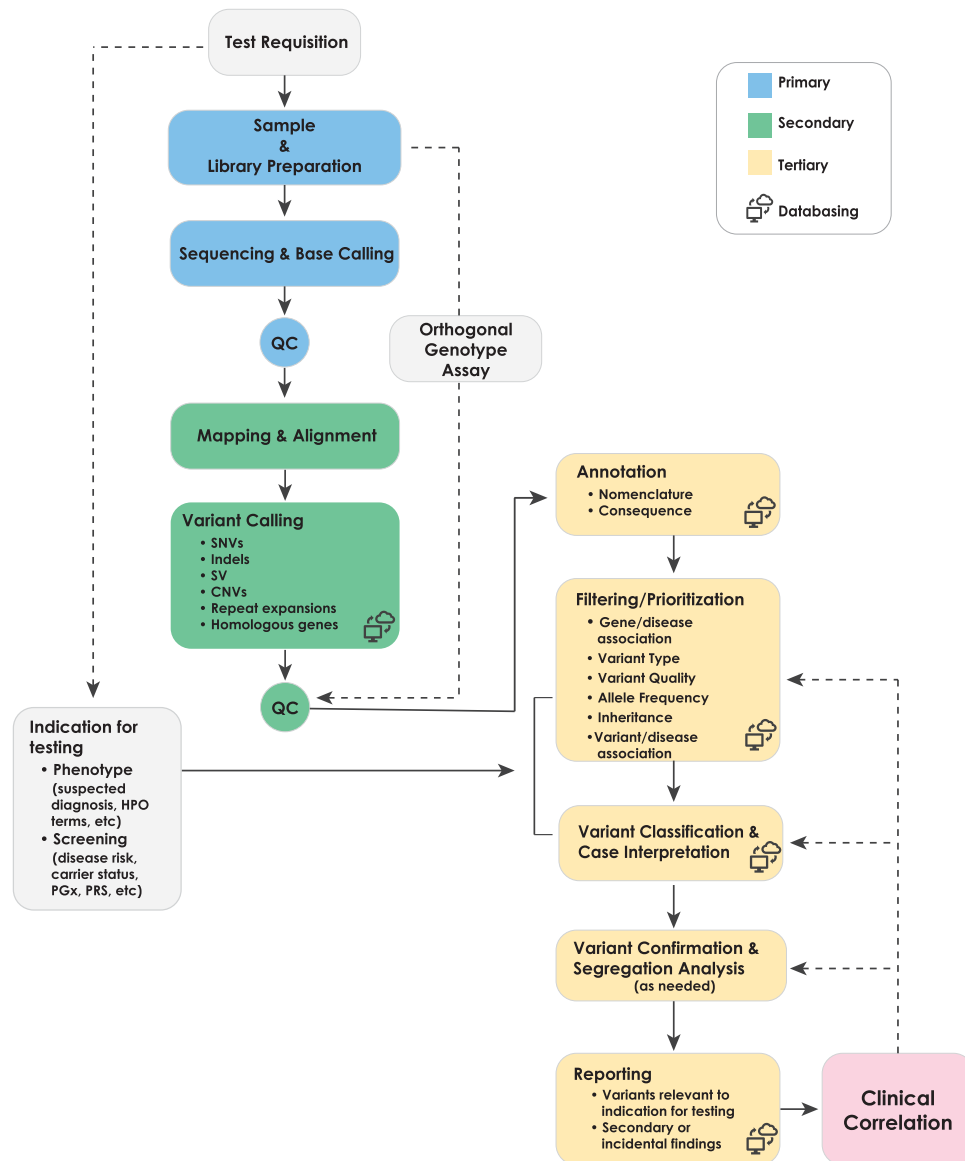 Test Requisition
Primary
Secondary
Tertiary
Databasing
Sample
&
Library Preparation
Sequencing & Base Calling
QC
Orthogonal
Genotype
Assay
Mapping & Alignment
Variant Calling
• SNVs
• Indels
• SV
• CNVs
• Repeat expansions
• Homologous genes
QC
Indication for
testing
• Phenotype
(suspected
diagnosis, HPO
terms, etc)
• Screening
(disease risk,
carrier status,
PGx, PRS, etc)
Annotation
• Nomenclature
• Consequence
Filtering/Prioritization
• Gene/disease
association
• Variant Type
• Variant Quality
• Allele Frequency
• Inheritance
•Variant/disease
association
Variant Classification &
Case Interpretation
Variant Confirmation &
Segregation Analysis
(as needed)
Reporting
• Variants relevant to
indication for testing
• Secondary or
incidental findings
Clinical
Correlation